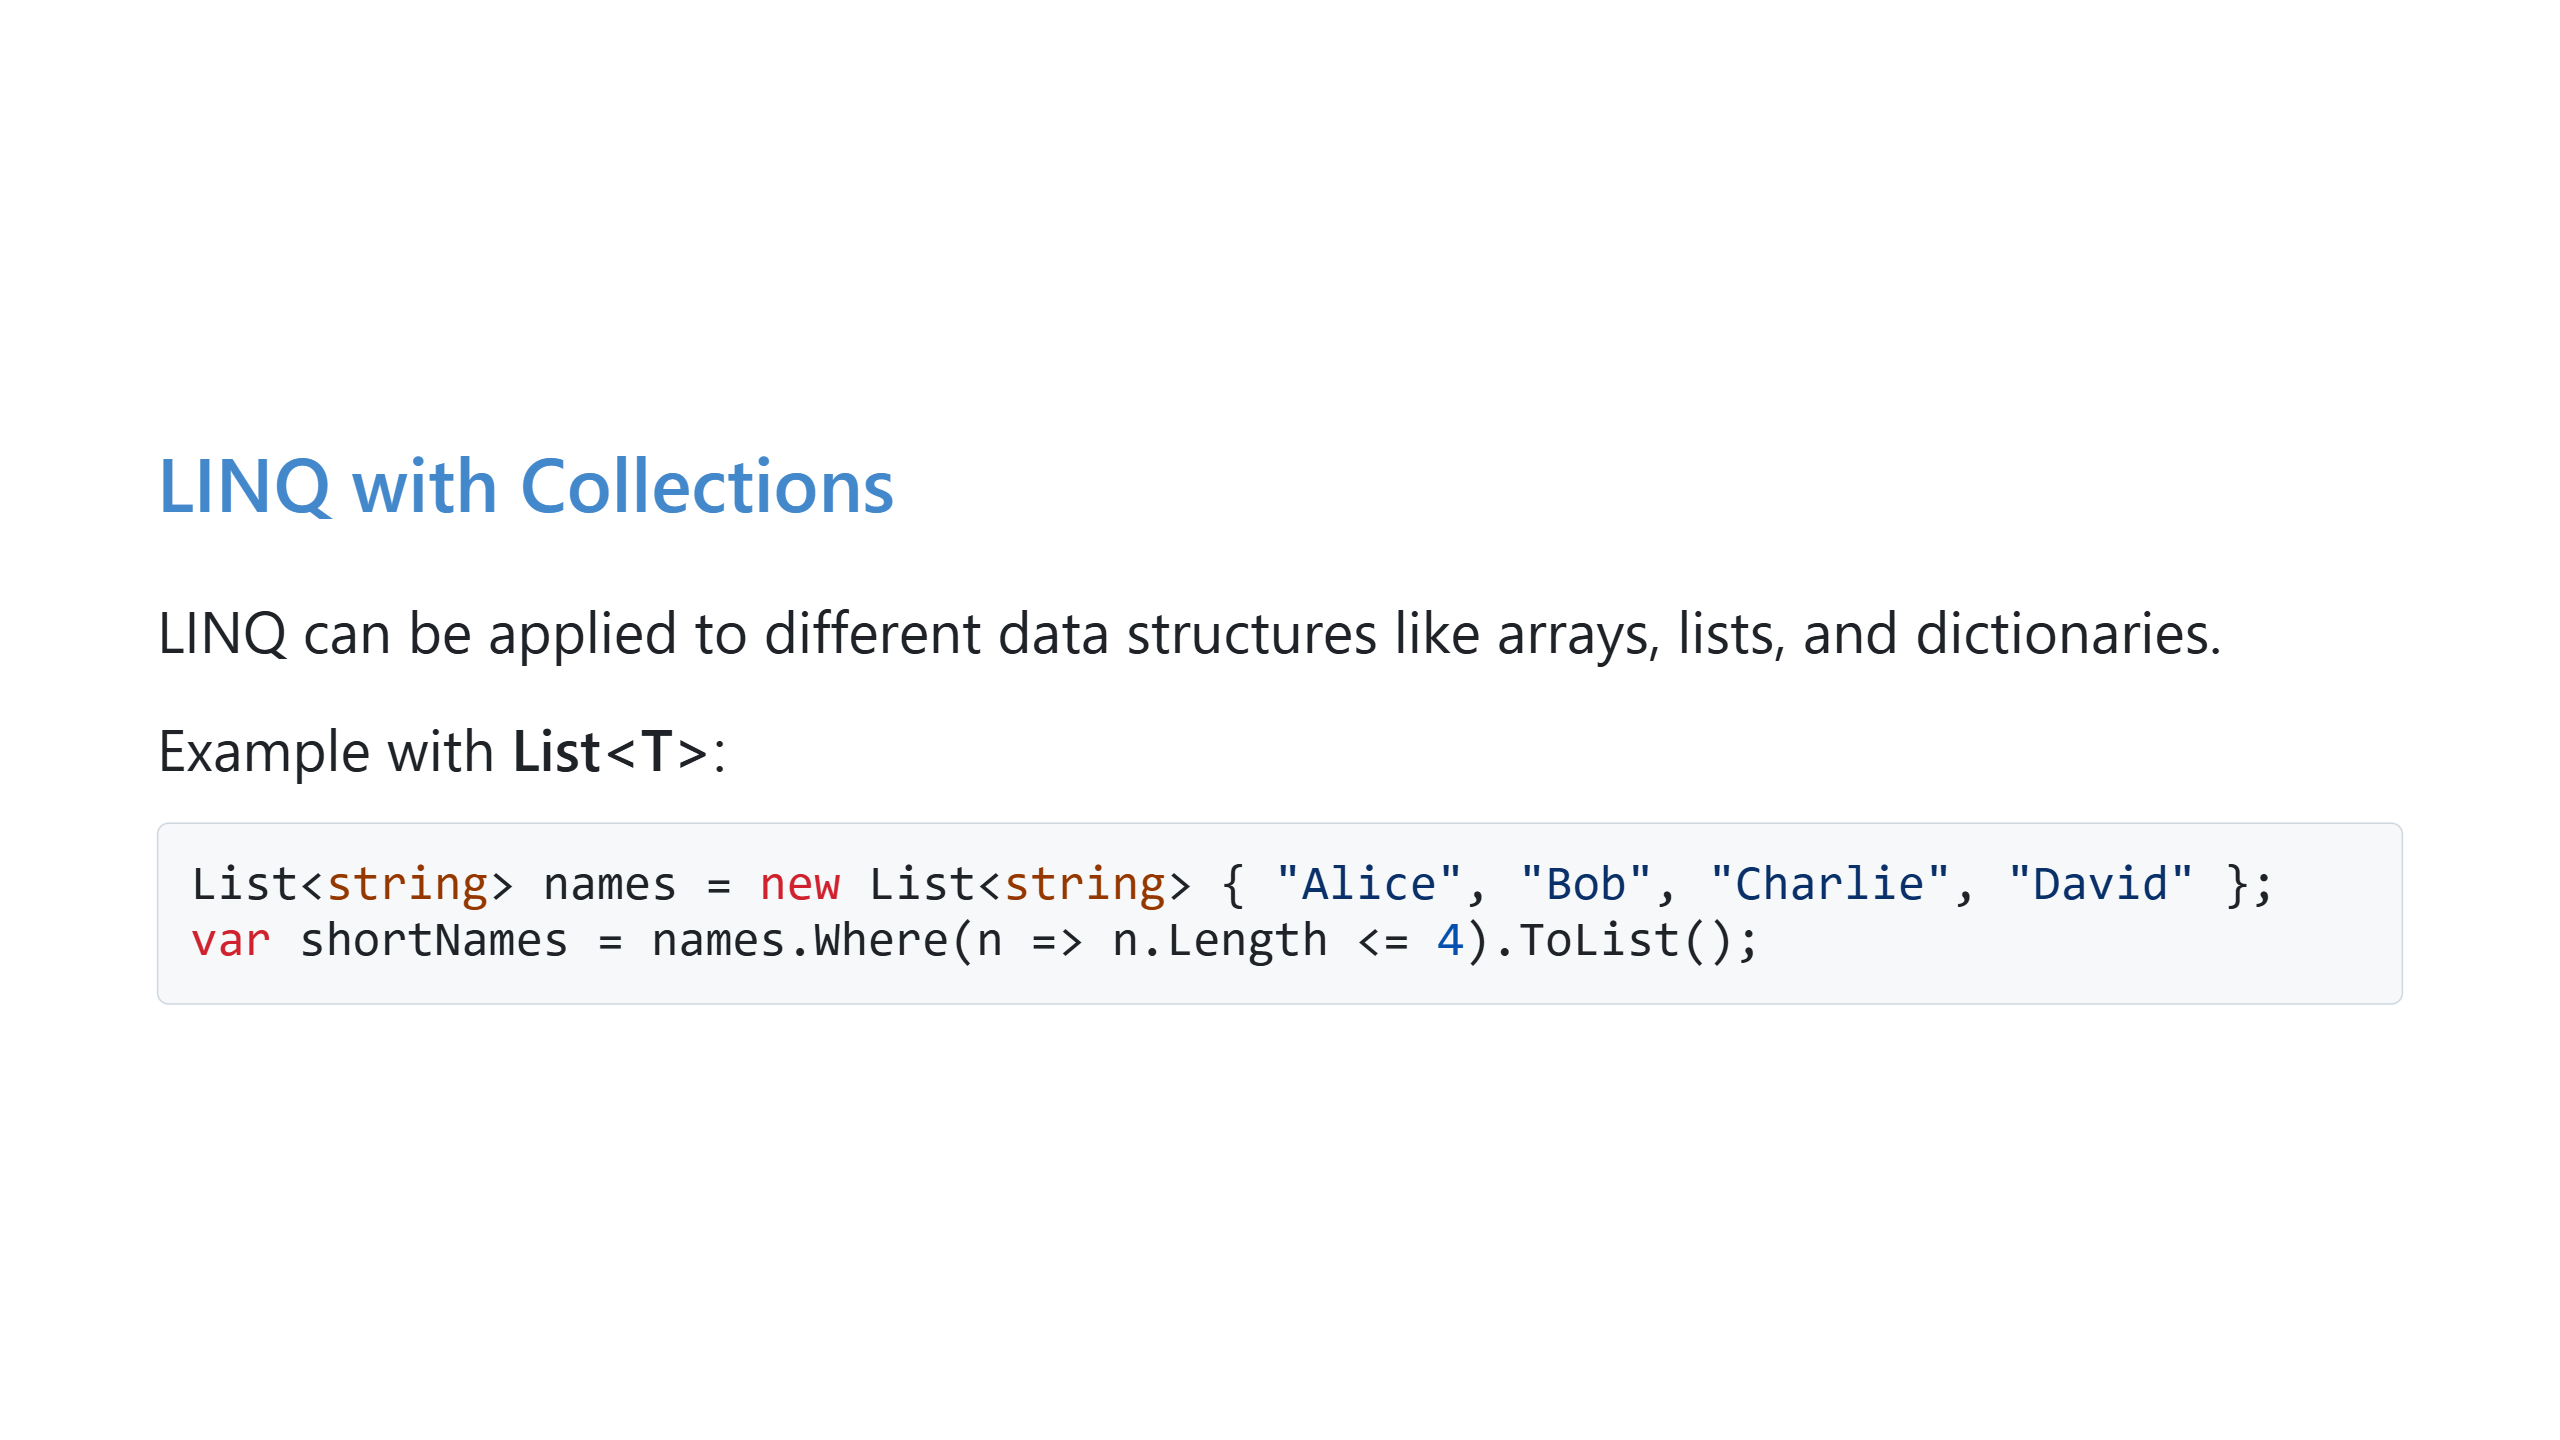 LINQ with Collections
LINQ can be applied to different data structures like arrays, lists, and dictionaries.
Example with List<T>:
List<string> names = new List<string> { "Alice", "Bob", "Charlie", "David" };
var shortNames = names.Where(n => n.Length <= 4).ToList();